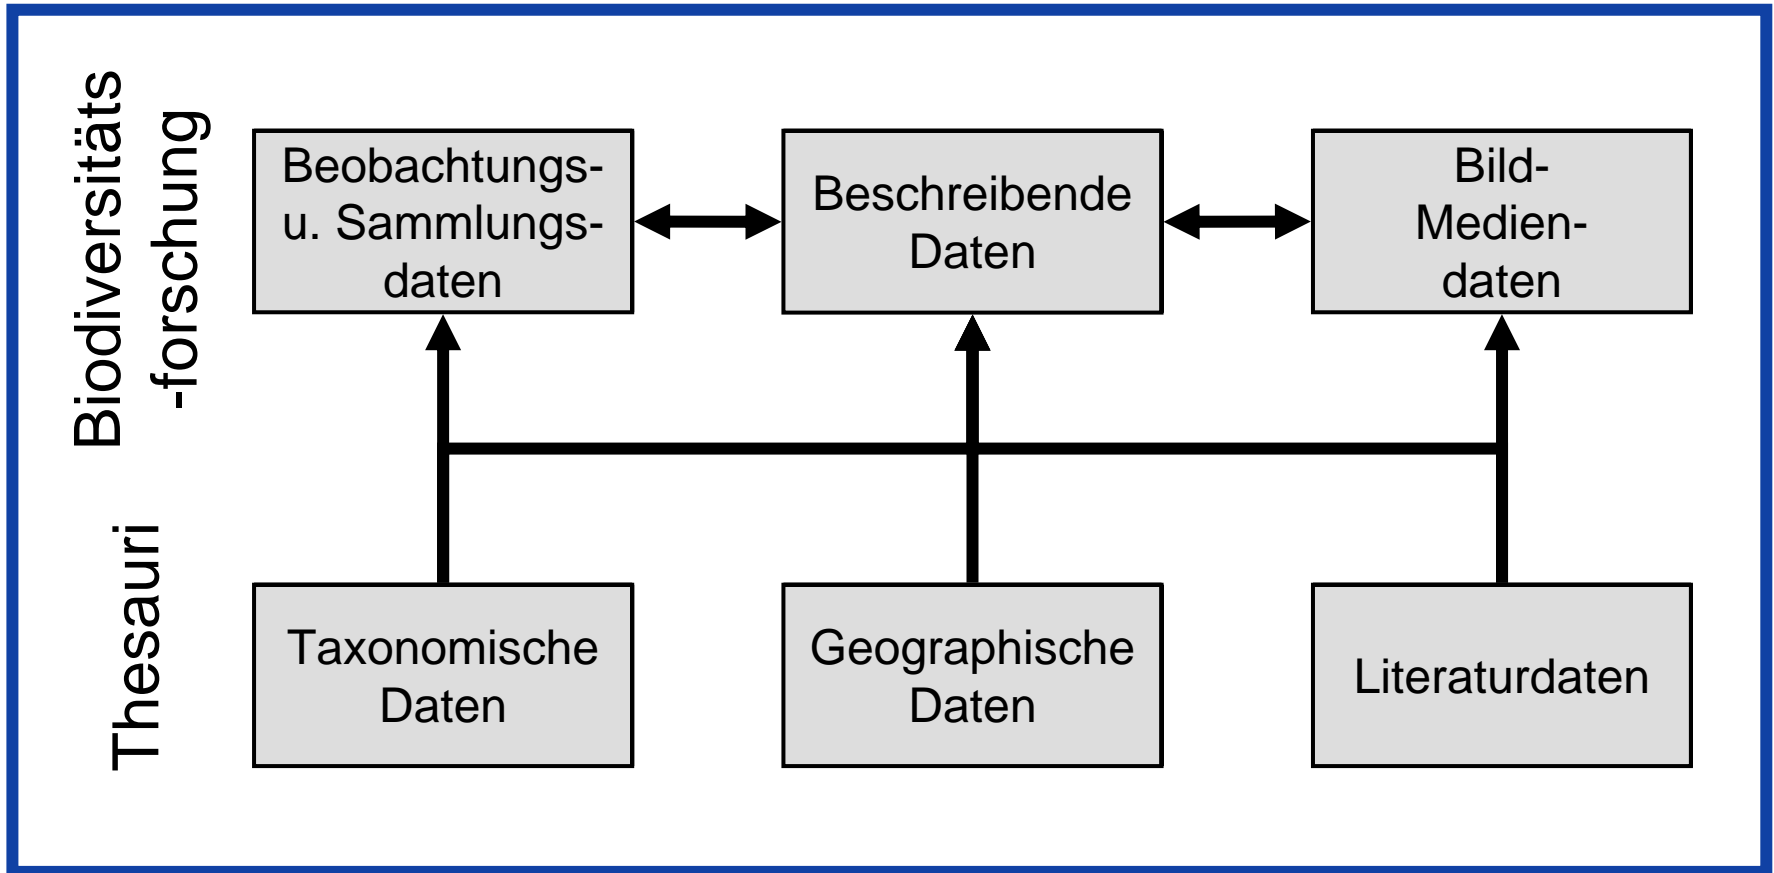 Biodiversitäts
-forschung
Beobachtungs-
u. Sammlungs-
daten
Beschreibende
Daten
Bild-
Medien-
daten
Thesauri
Taxonomische
Daten
Geographische
Daten
Literaturdaten